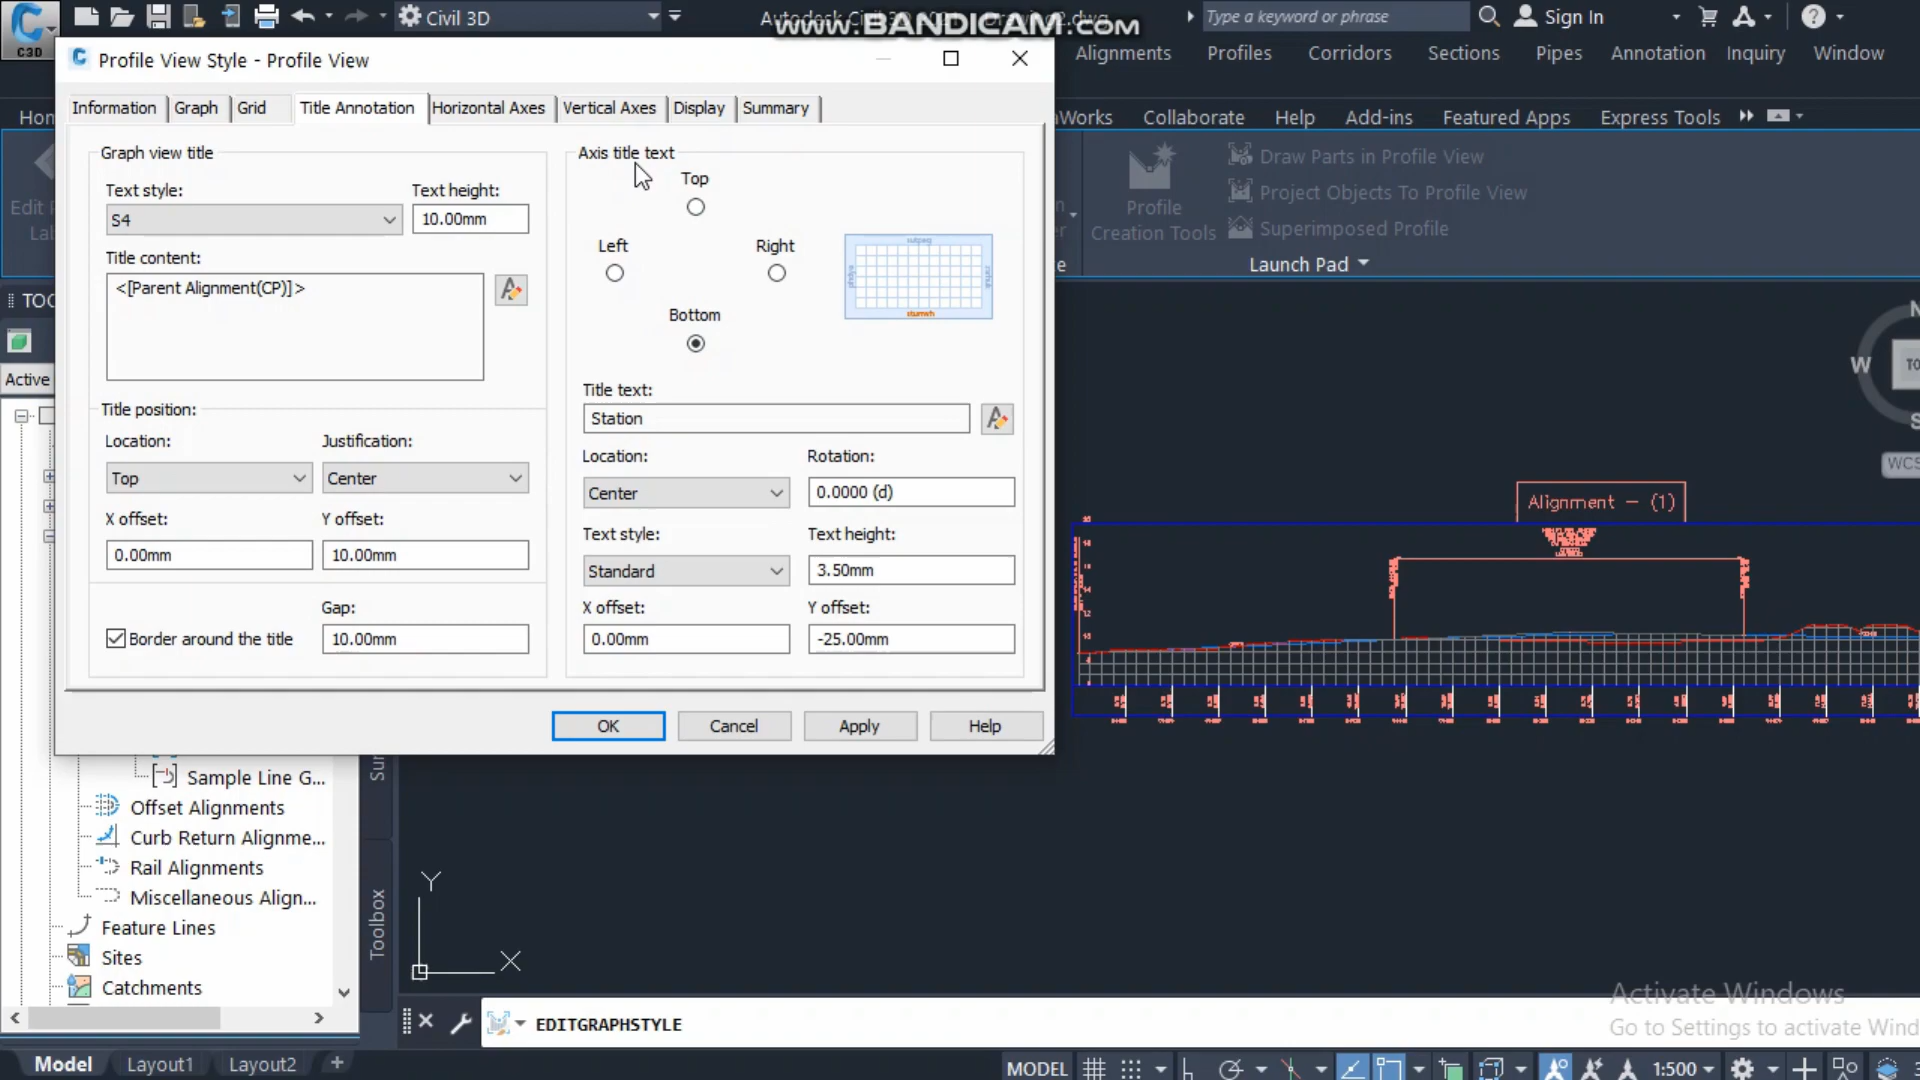 Civil 3D
Autodesk Civil 3D 2021 Drawing2.dwg
www.BANDICAM.com
Type a keyword or phrase
Sign In
C3D
Alignments
Profiles
Corridors
Sections
Pipes
Annotation
Inquiry
Window
Collaborate
Help
Add-ins
Featured Apps
Express Tools
Draw Parts in Profile View
Project Objects To Profile View
Superimposed Profile
Profile
Creation Tools
Launch Pad
Profile View Style - Profile View
Information
Graph
Grid
Title Annotation
Horizontal Axes
Vertical Axes
Display
Summary
Graph view title
Text style:
Text height:
S4
10.00mm
Title content:
<[Parent Alignment(CP)]>
Title position:
Location:
Justification:
Top
Center
X offset:
Y offset:
0.00mm
10.00mm
Gap:
Border around the title
10.00mm
Axis title text
Top
Left
Right
Bottom
Title text:
Station
Location:
Rotation:
Center
0.0000 (d)
Text style:
Text height:
Standard
3.50mm
X offset:
Y offset:
0.00mm
-25.00mm
OK
Cancel
Apply
Help
Active
Sample Line G...
Offset Alignments
Curb Return Alignme...
Rail Alignments
Miscellaneous Align...
Feature Lines
Sites
Catchments
Toolbox
Alignment - (1)
W
WCS
Y
X
Activate Windows
Go to Settings to activate Wind
EDITGRAPHSTYLE
Model
Layout1
Layout2
+
MODEL
1:500